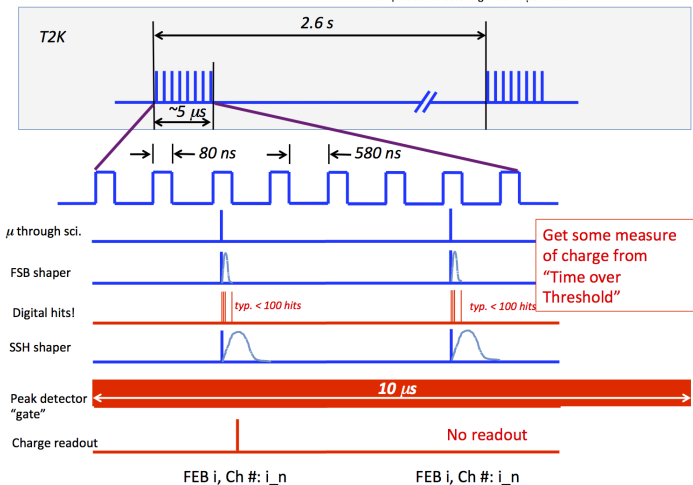 T2K
2.6 s
~5 µs
80 ns
580 ns
µ through sci.
Get some measure
of charge from
"Time over
Threshold"
FSB shaper
Digital hits!
typ. < 100 hits
typ. < 100 hits
SSH shaper
10 µs
Peak detector
"gate"
Charge readout
No readout
FEB i, Ch #: i_n
FEB i, Ch #: i_n